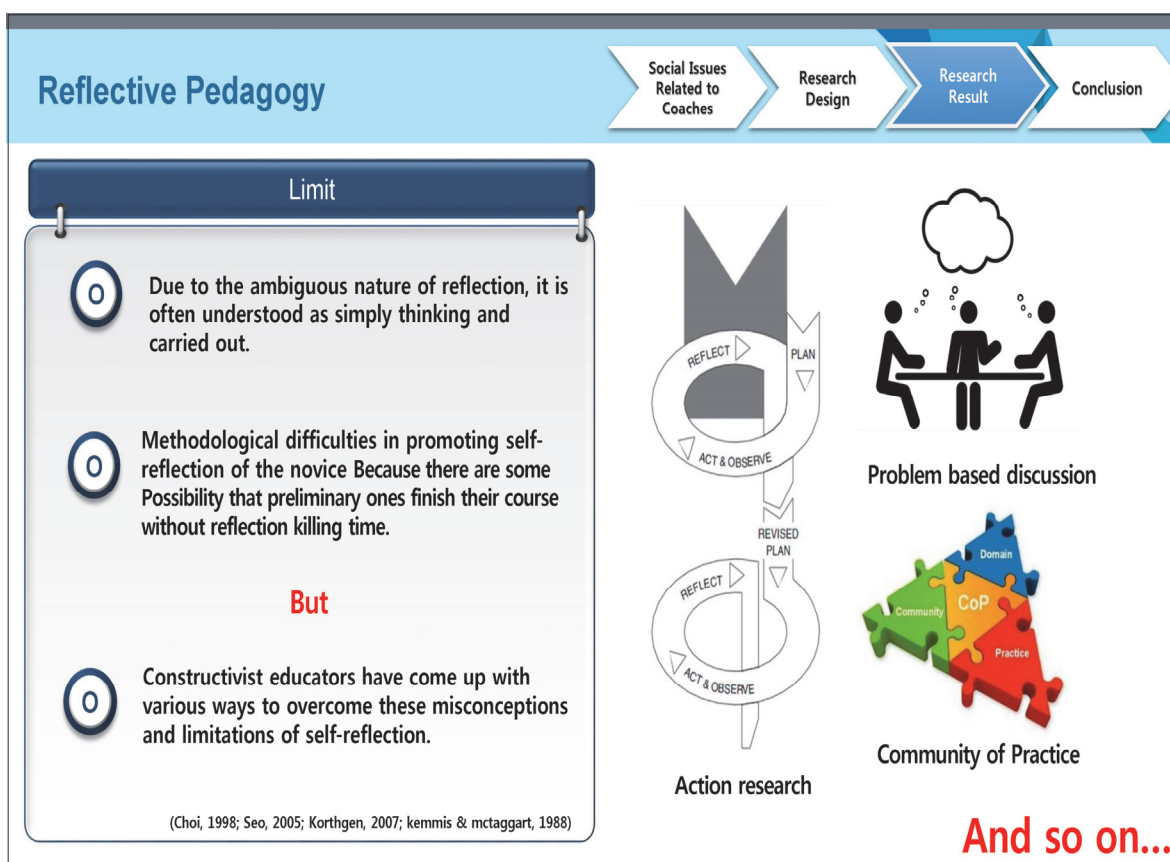 Reflective Pedagogy
Social Issues
Related to
Coaches
Research
Design
Research
Result
Conclusion
Limit
O
Due to the ambiguous nature of reflection, it is
often understood as simply thinking and
carried out.
O
Methodological difficulties in promoting self-
reflection of the novice Because there are some
Possibility that preliminary ones finish their course
without reflection killing time.
But
O
Constructivist educators have come up with
various ways to overcome these misconceptions
and limitations of self-reflection.
(Choi, 1998; Seo, 2005; Korthgen, 2007; kemmis & mctaggart, 1988)
REFLECT
PLAN
ACT & OBSERVE
REVISED
PLAN
REFLECT
ACT & OBSERVE
Action research
Problem based discussion
Domain
Community
CoP
Practice
Community of Practice
And so on...